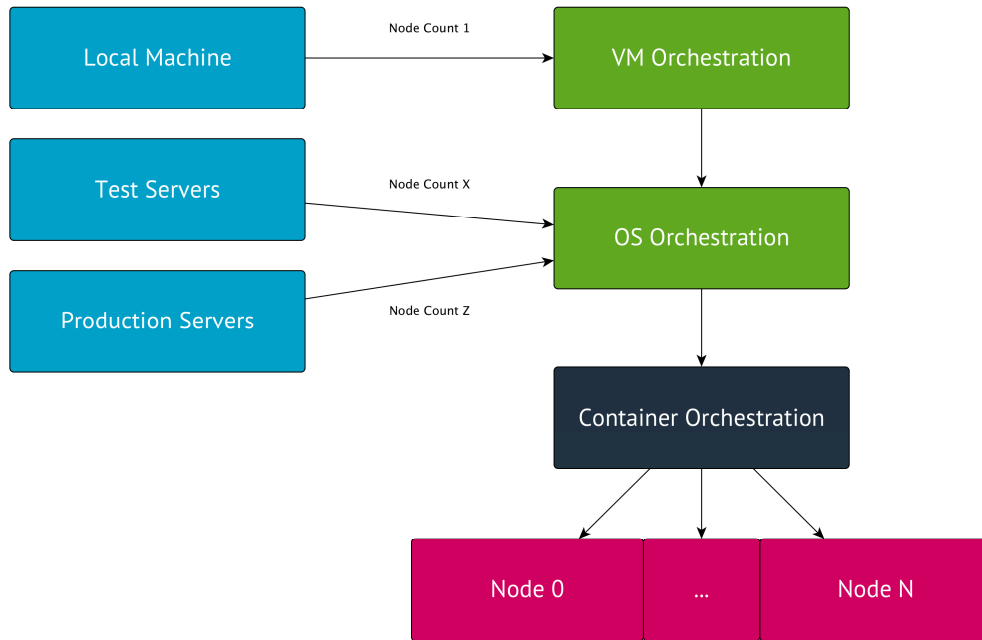 Local Machine
Node Count 1
VM Orchestration
Test Servers
Node Count X
OS Orchestration
Production Servers
Node Count Z
Container Orchestration
Node 0
...
Node N